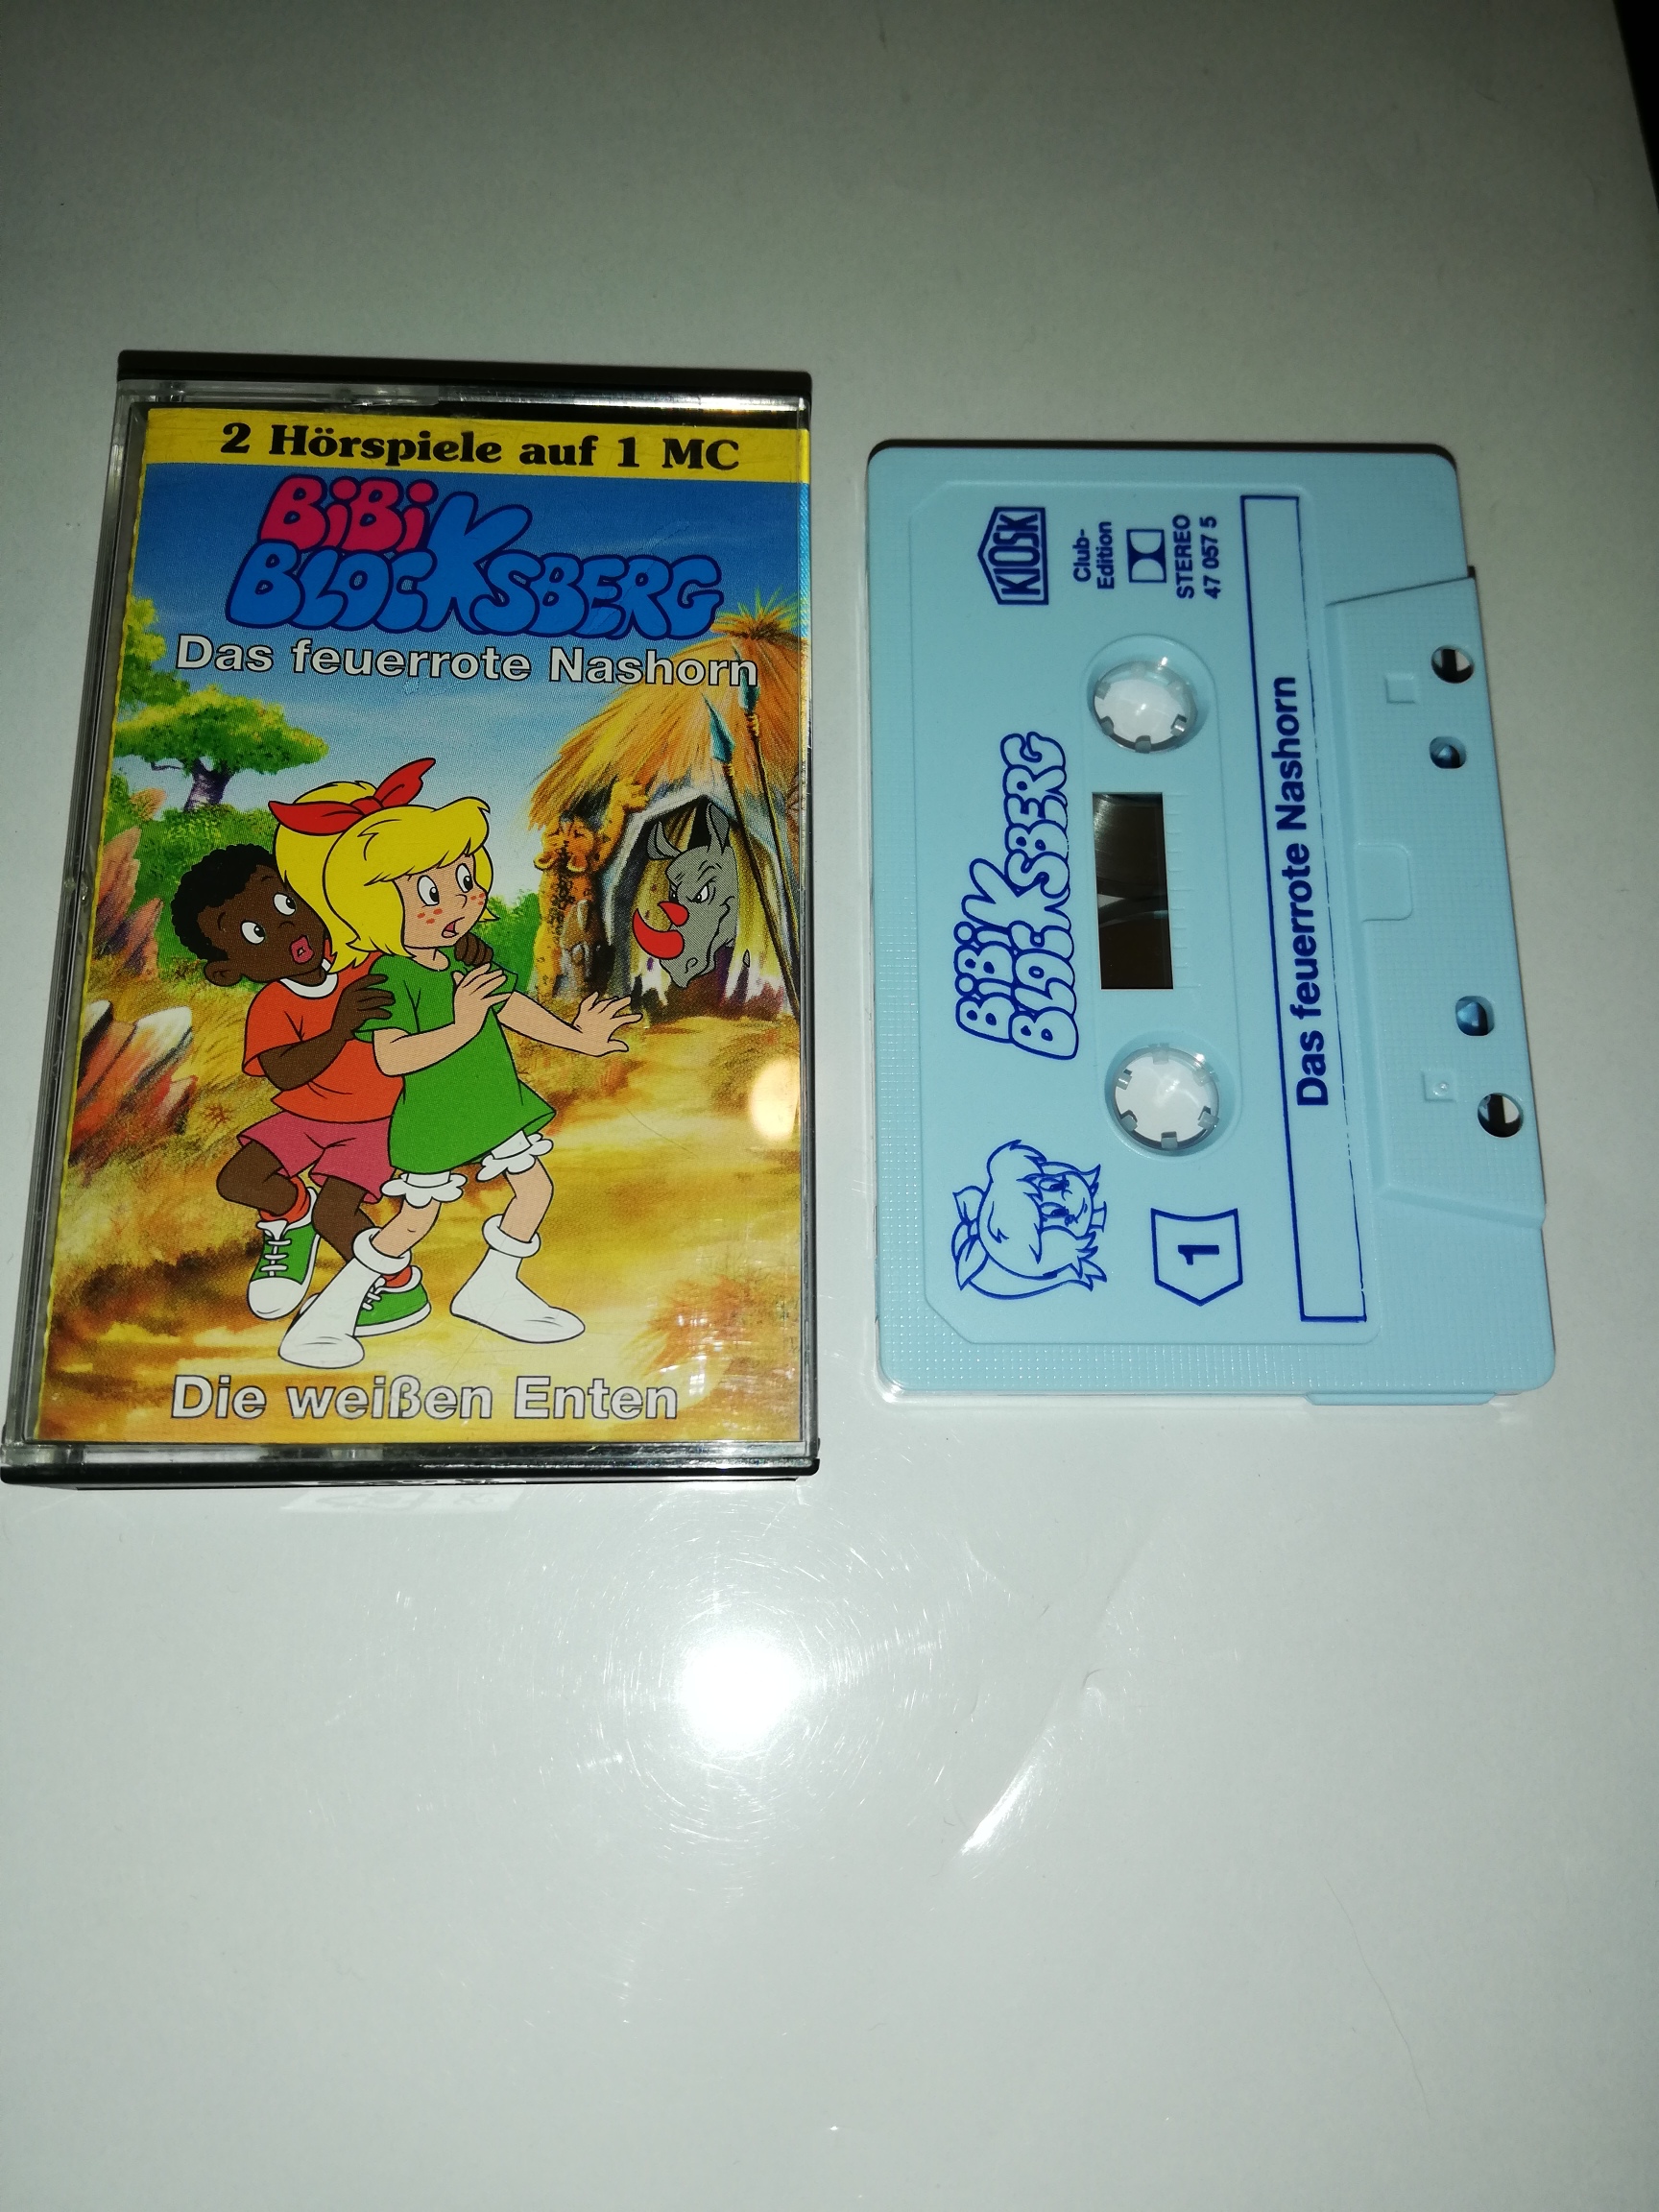 2 Hörspiele auf 1 MC
BiBi
BLOCKSBERG
Das feuerrote Nashorn
Die weißen Enten
KIOSK
Club-
Edition
STEREO
47 057 5
BiBi
BLOCKSBERG
1
Das feuerrote Nashorn